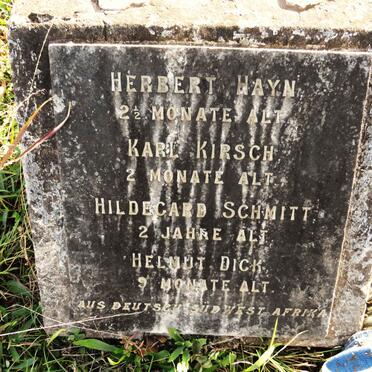 HERBERT HAYN
2½ MONATE ALT
KARL KIRSCH
2 MONATE ALT
HILDEGARD SCHMITT
2 JAHRE ALT
HELMUT DICK
9 MONATE ALT
AUS DEUTSCH SÜDWEST AFRIKA